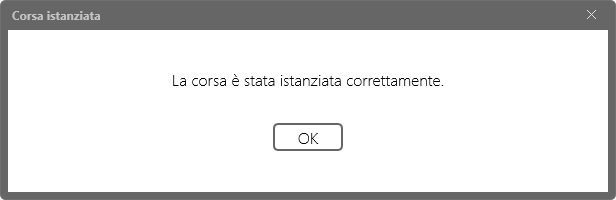 Corsa istanziata
La corsa è stata istanziata correttamente.
OK